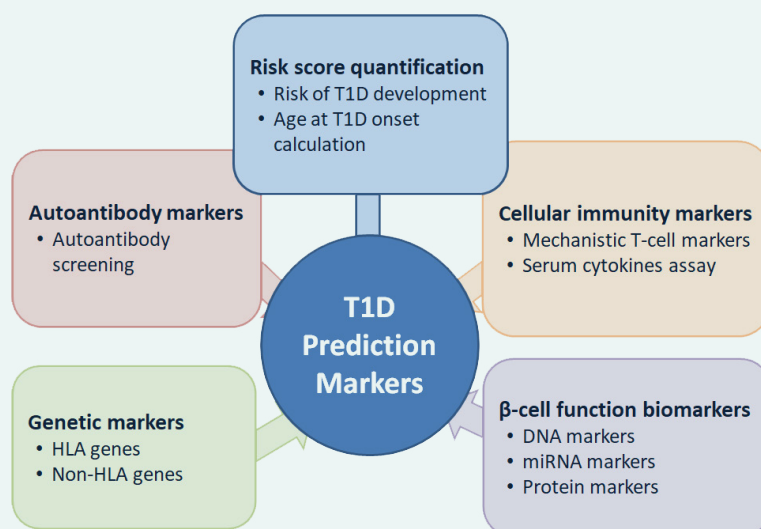 Risk score quantification
• Risk of T1D development
• Age at T1D onset
calculation
Autoantibody markers
• Autoantibody
screening
Cellular immunity markers
• Mechanistic T-cell markers
• Serum cytokines assay
T1D
Prediction
Markers
Genetic markers
• HLA genes
• Non-HLA genes
β-cell function biomarkers
• DNA markers
• miRNA markers
• Protein markers